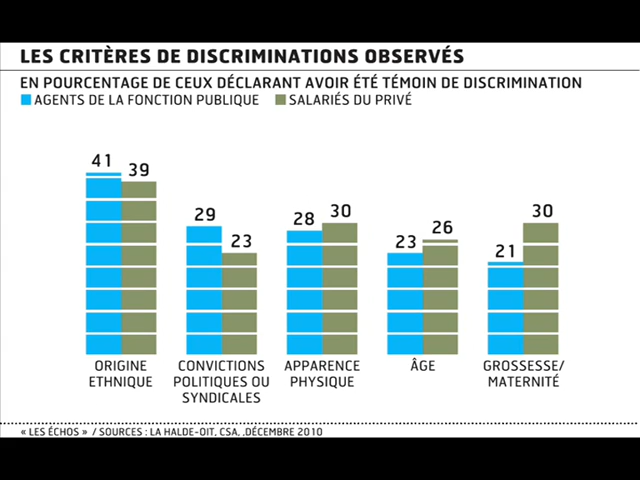 LES CRITÈRES DE DISCRIMINATIONS OBSERVÉS
EN POURCENTAGE DE CEUX DÉCLARANT AVOIR ÉTÉ TÉMOIN DE DISCRIMINATION
AGENTS DE LA FONCTION PUBLIQUE SALARIÉS DU PRIVÉ
41 39
29 23
28 30
23 26
21 30
ORIGINE
ETHNIQUE
CONVICTIONS
POLITIQUES OU
SYNDICALES
APPARENCE
PHYSIQUE
ÂGE
GROSSESSE/
MATERNITÉ
« LES ÉCHOS » / SOURCES : LA HALDE-OIT, CSA, ,DÉCEMBRE 2010